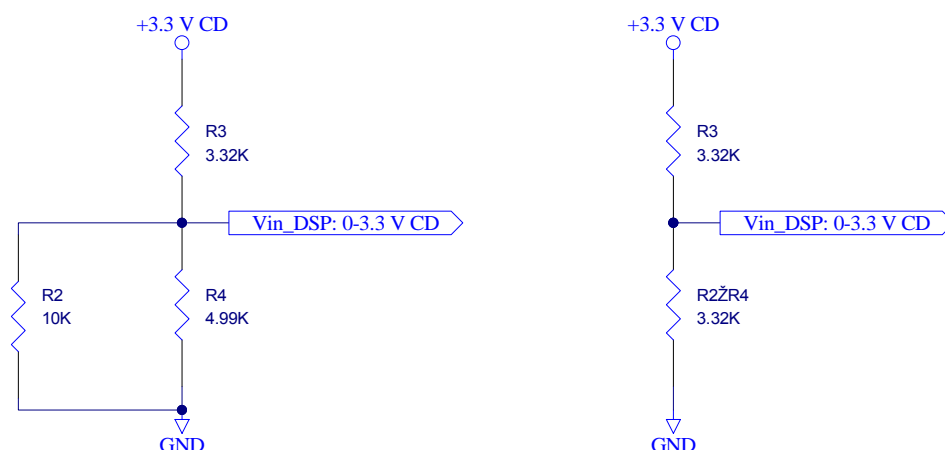 +3.3 V CD
R3
3.32K
Vin_DSP: 0-3.3 V CD
R2
10K
R4
4.99K
GND
+3.3 V CD
R3
3.32K
Vin_DSP: 0-3.3 V CD
R2ŽR4
3.32K
GND